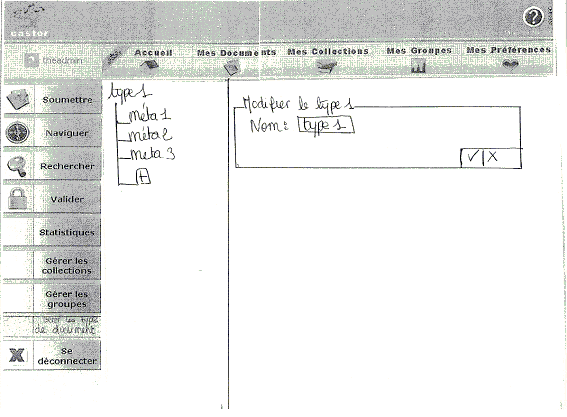 castor
?
theadmin
Accueil
Mes Documents
Mes Collections
Mes Groupes
Mes Préférences
Soumettre
Naviguer
Rechercher
Valider
Statistiques
Gérer les
collections
Gérer les
groupes
Gérer les type
de document
Se
déconnecter
type 1
méta 1
méta 2
meta 3
+
Modifier le type 1
Nom: type 1
✓ X